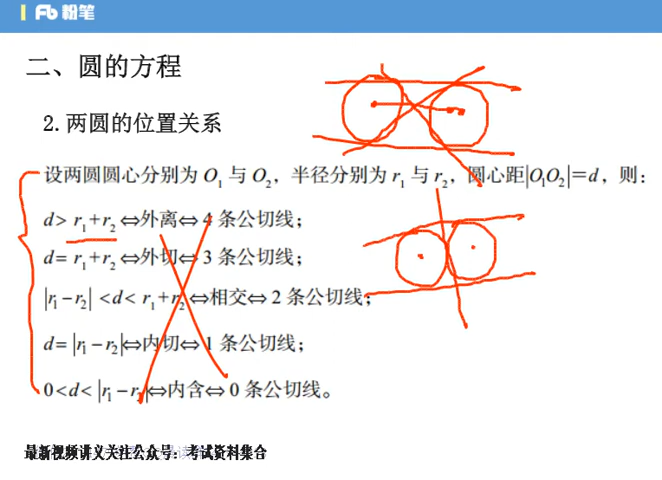 粉笔
二、圆的方程
2.两圆的位置关系
设两圆圆心分别为 O₁ 与 O₂，半径分别为 r₁ 与 r₂，圆心距|O₁O₂|=d，则：
d> r₁+r₂⇔外离⇔4 条公切线；
d= r₁+r₂⇔外切⇔3 条公切线；
|r₁−r₂| <d< r₁+r₂⇔相交⇔2 条公切线；
d= |r₁−r₂|⇔内切⇔1 条公切线；
0<d< |r₁−r₂|⇔内含⇔0 条公切线。
最新视频讲义关注公众号：考试资料集合